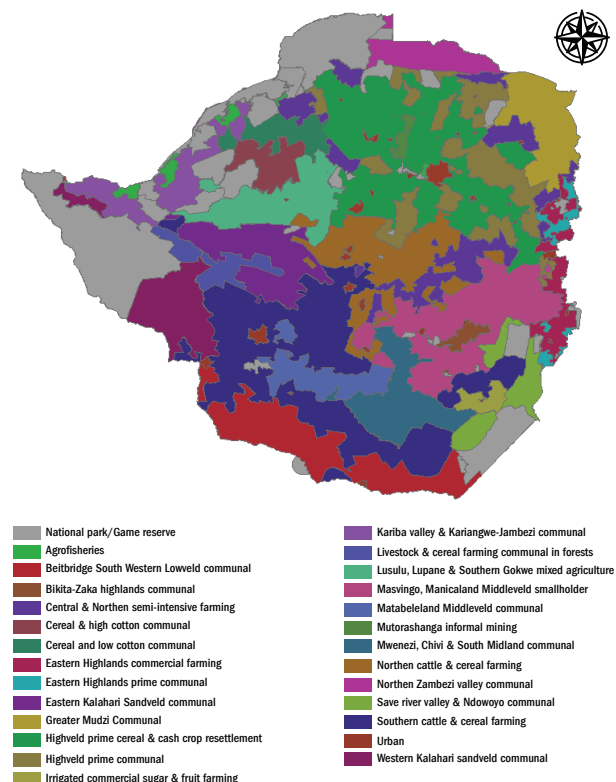 National park/Game reserve
Agrofisheries
Beitbridge South Western Lowveld communal
Bikita-Zaka highlands communal
Central & Northen semi-intensive farming
Cereal & high cotton communal
Cereal and low cotton communal
Eastern Highlands commercial farming
Eastern Highlands prime communal
Eastern Kalahari Sandveld communal
Greater Mudzi Communal
Highveld prime cereal & cash crop resettlement
Highveld prime communal
Irrigated commercial sugar & fruit farming
Kariba valley & Kariangwe-Jambezi communal
Livestock & cereal farming communal in forests
Lusulu, Lupane & Southern Gokwe mixed agriculture
Masvingo, Manicaland Middleveld smallholder
Matabeleland Middleveld communal
Mutorashanga informal mining
Mwenezi, Chivi & South Midland communal
Northen cattle & cereal farming
Northen Zambezi valley communal
Save river valley & Ndowoyo communal
Southern cattle & cereal farming
Urban
Western Kalahari sandveld communal